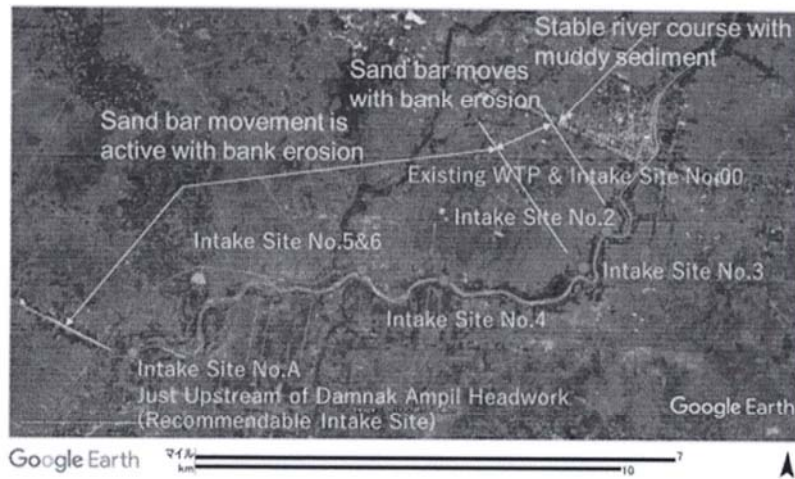 Stable river course with
muddy sediment
Sand bar moves
with bank erosion
Sand bar movement is
active with bank erosion
Existing WTP & Intake Site No.00
Intake Site No.2
Intake Site No.5&6
Intake Site No.3
Intake Site No.4
Intake Site No.A
Just Upstream of Damnak Ampil Headwork
(Recommendable Intake Site)
Google Earth
Google Earth
マイル
km
7
10